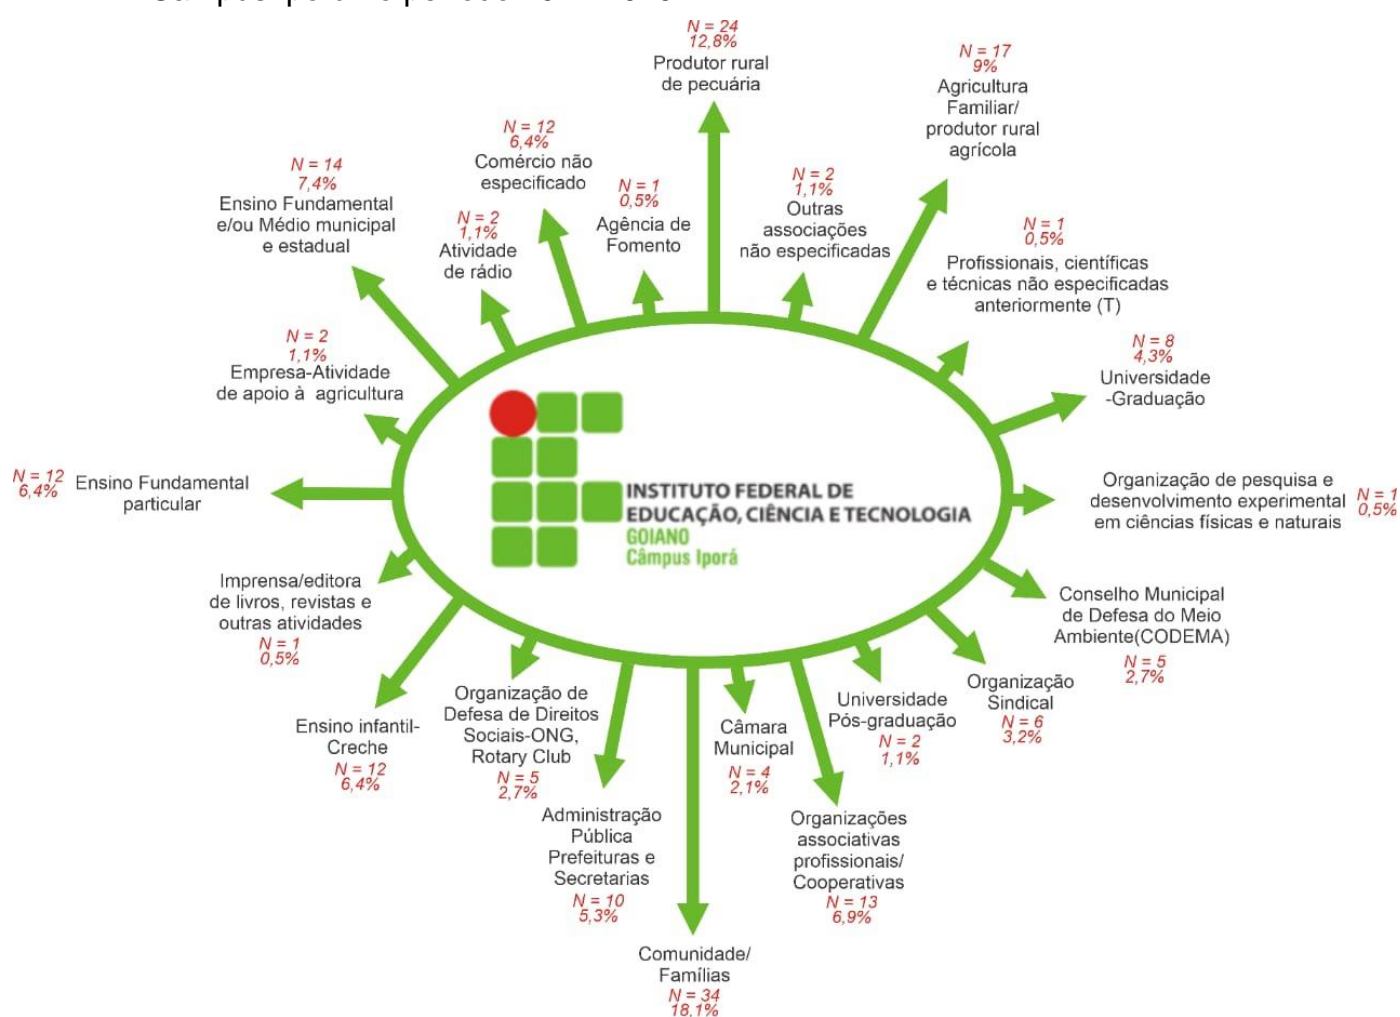 N = 24
12,8%
Produtor rural
de pecuária
N = 17
9%
Agricultura
Familiar/
produtor rural
agrícola
N = 12
6,4%
Comércio não
especificado
N = 14
7,4%
Ensino Fundamental
e/ou Médio municipal
e estadual
N = 1
0,5%
Agência de
Fomento
N = 2
1,1%
Outras
associações
não especificadas
N = 2
1,1%
Atividade
de rádio
N = 1
0,5%
Profissionais, científicas
e técnicas não especificadas
anteriormente (T)
N = 2
1,1%
Empresa-Atividade
de apoio à agricultura
N = 8
4,3%
Universidade
-Graduação
N = 12
6,4%
Ensino Fundamental
particular
INSTITUTO FEDERAL DE
EDUCAÇÃO, CIÊNCIA E TECNOLOGIA
GOIANO
Câmpus Iporá
Organização de pesquisa e
desenvolvimento experimental
em ciências físicas e naturais
N = 1
0,5%
Imprensa/editora
de livros, revistas e
outras atividades
N = 1
0,5%
Conselho Municipal
de Defesa do Meio
Ambiente(CODEMA)
N = 5
2,7%
Ensino infantil-
Creche
N = 12
6,4%
Organização de
Defesa de Direitos
Sociais-ONG,
Rotary Club
N = 5
2,7%
Câmara
Municipal
N = 4
2,1%
Universidade
Pós-graduação
N = 2
1,1%
Organização
Sindical
N = 6
3,2%
Administração
Pública
Prefeituras e
Secretarias
N = 10
5,3%
Organizações
associativas
profissionais/
Cooperativas
N = 13
6,9%
Comunidade/
Famílias
N = 34
18,1%